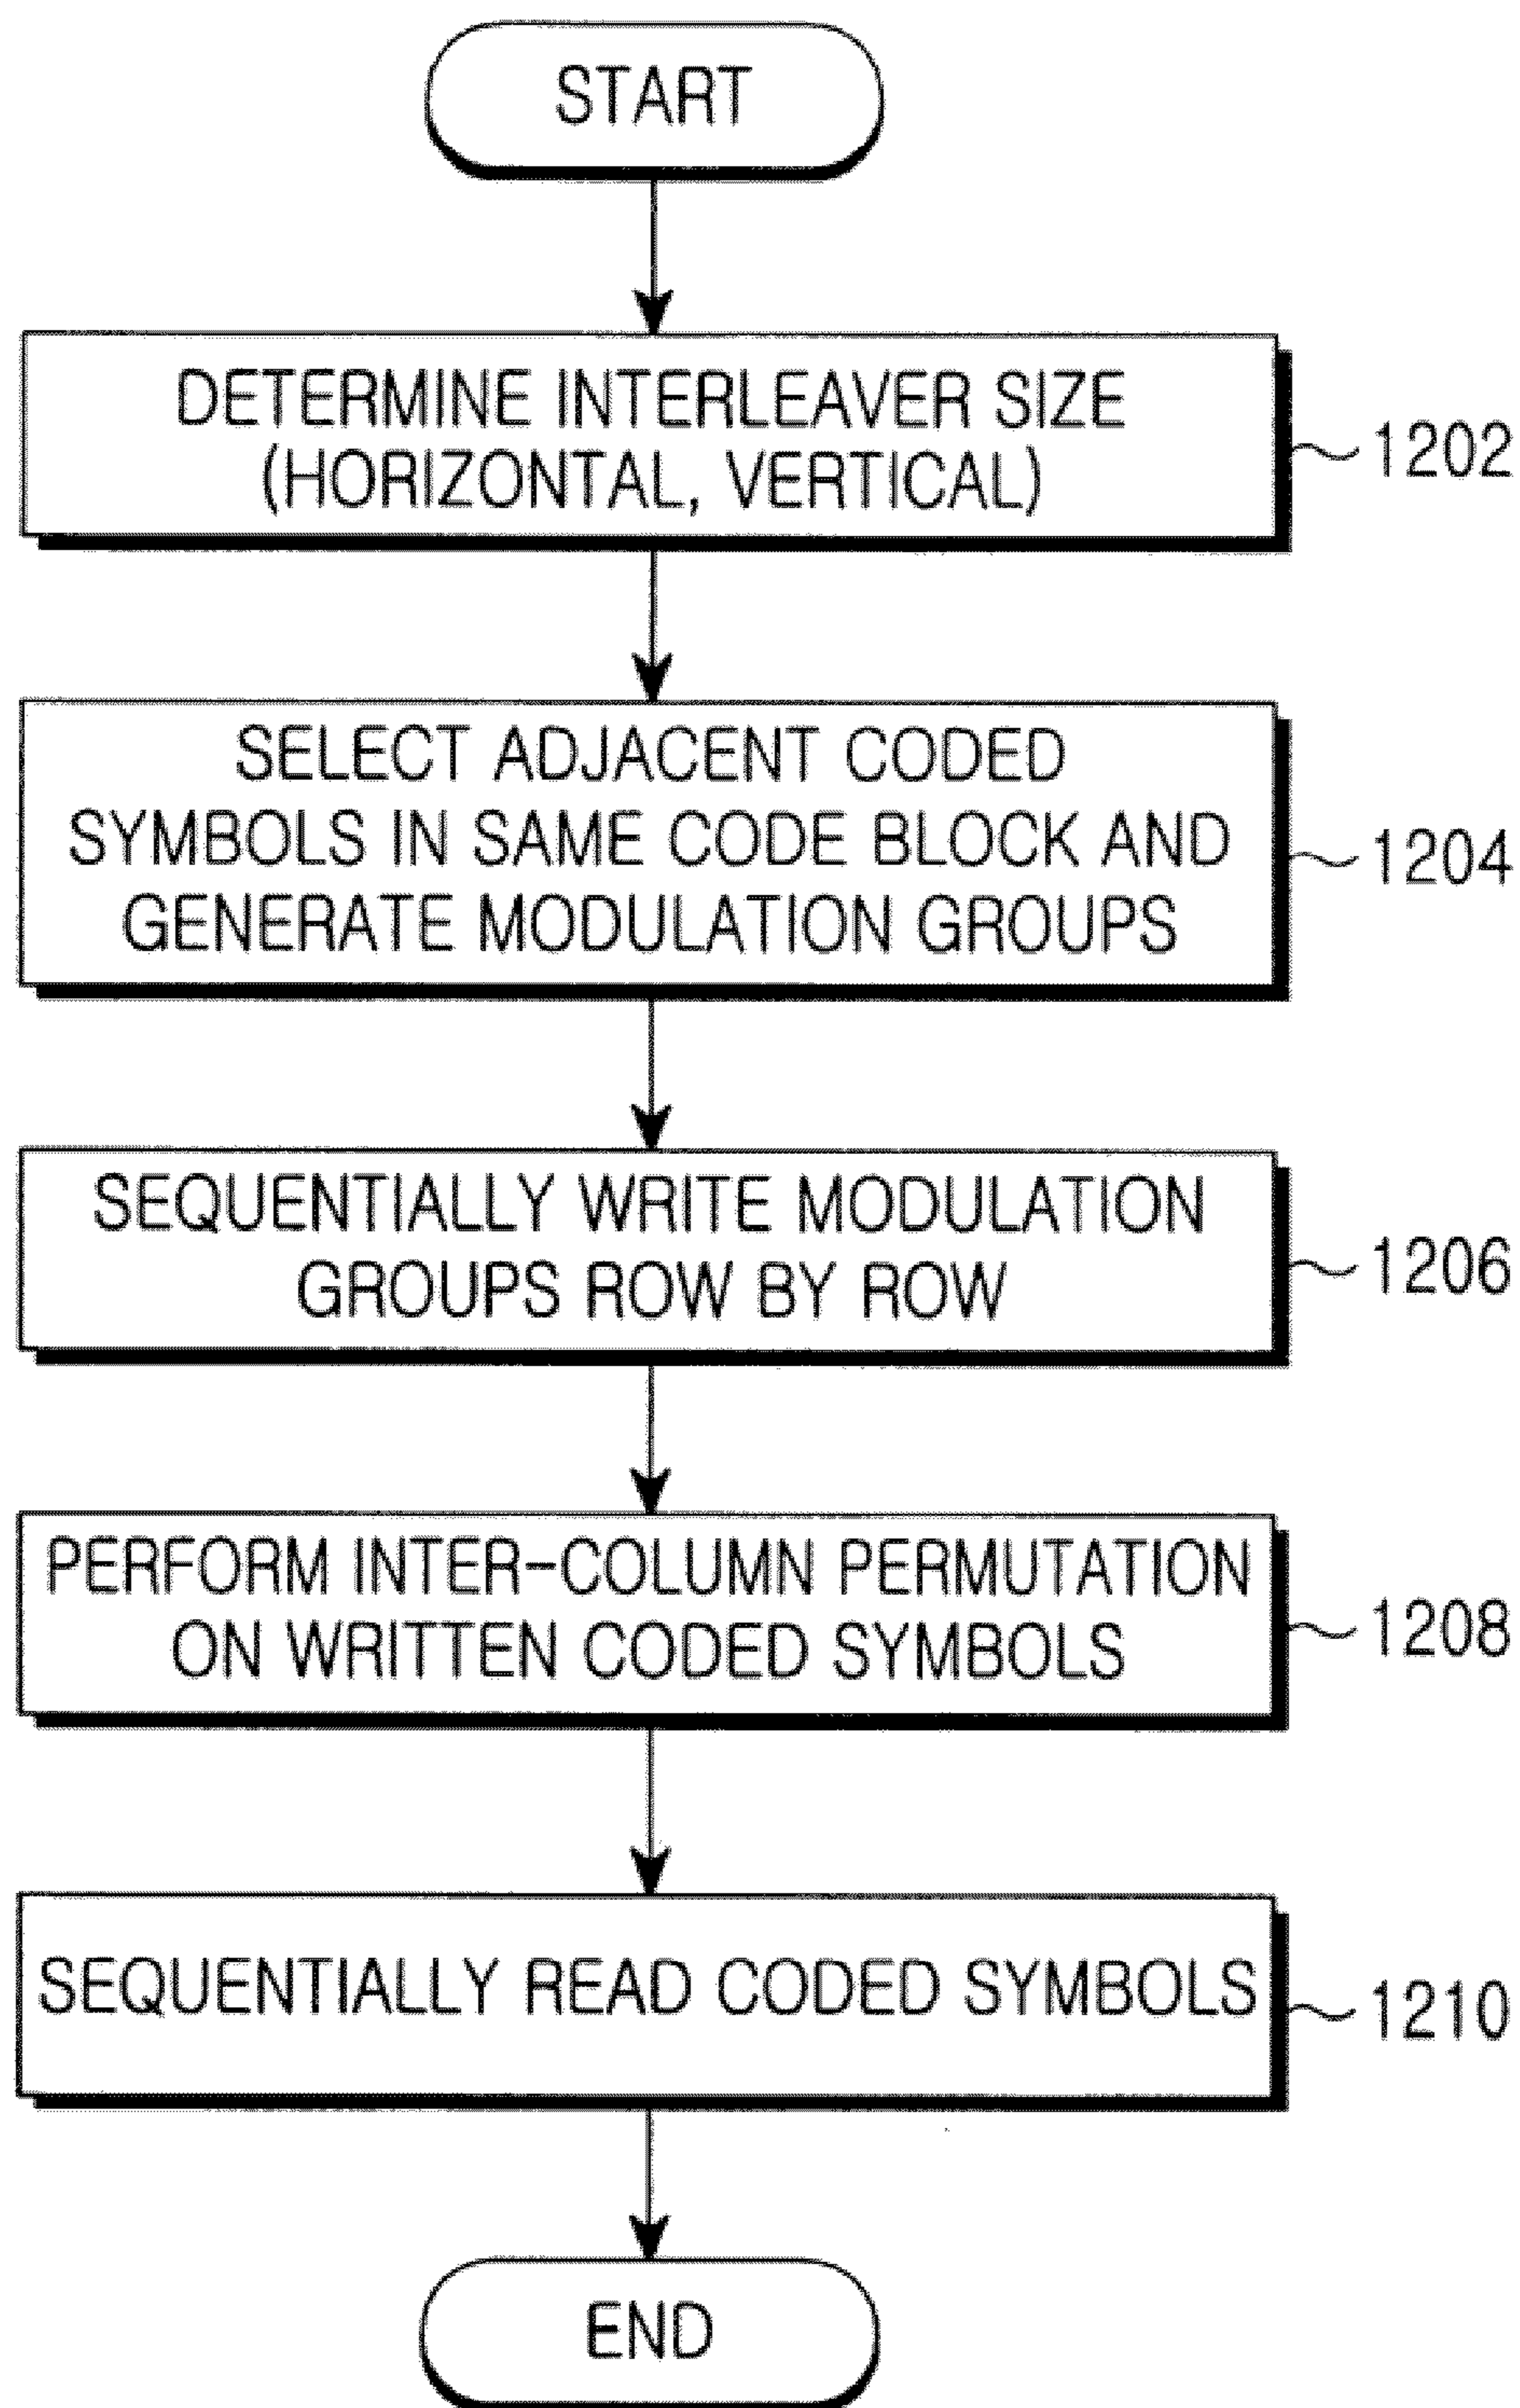 START
DETERMINE INTERLEAVER SIZE
(HORIZONTAL, VERTICAL)
1202
SELECT ADJACENT CODED
SYMBOLS IN SAME CODE BLOCK AND
GENERATE MODULATION GROUPS
1204
SEQUENTIALLY WRITE MODULATION
GROUPS ROW BY ROW
1206
PERFORM INTER-COLUMN PERMUTATION
ON WRITTEN CODED SYMBOLS
1208
SEQUENTIALLY READ CODED SYMBOLS
1210
END